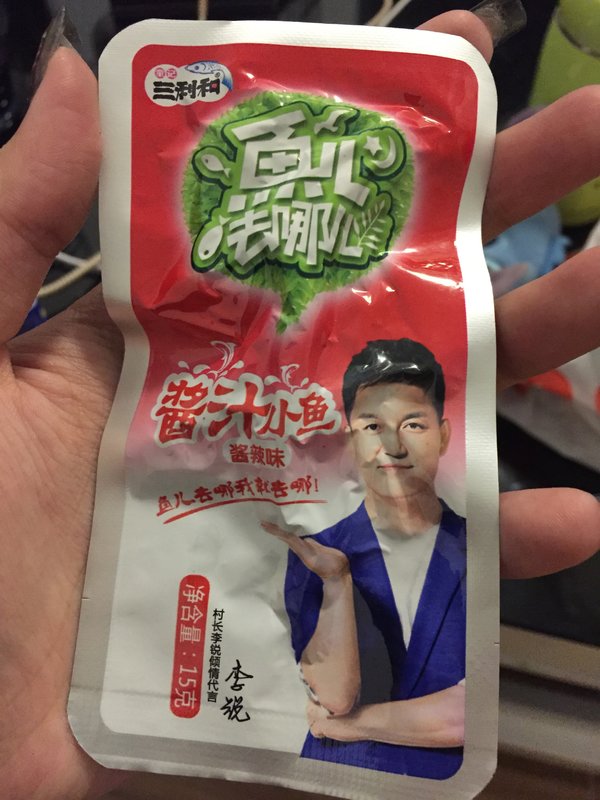 笔记
三利和
鱼儿
去哪儿
酱汁小鱼
酱辣味
鱼儿去哪我就去哪!
净含量:15克
村长李锐倾情代言
李锐